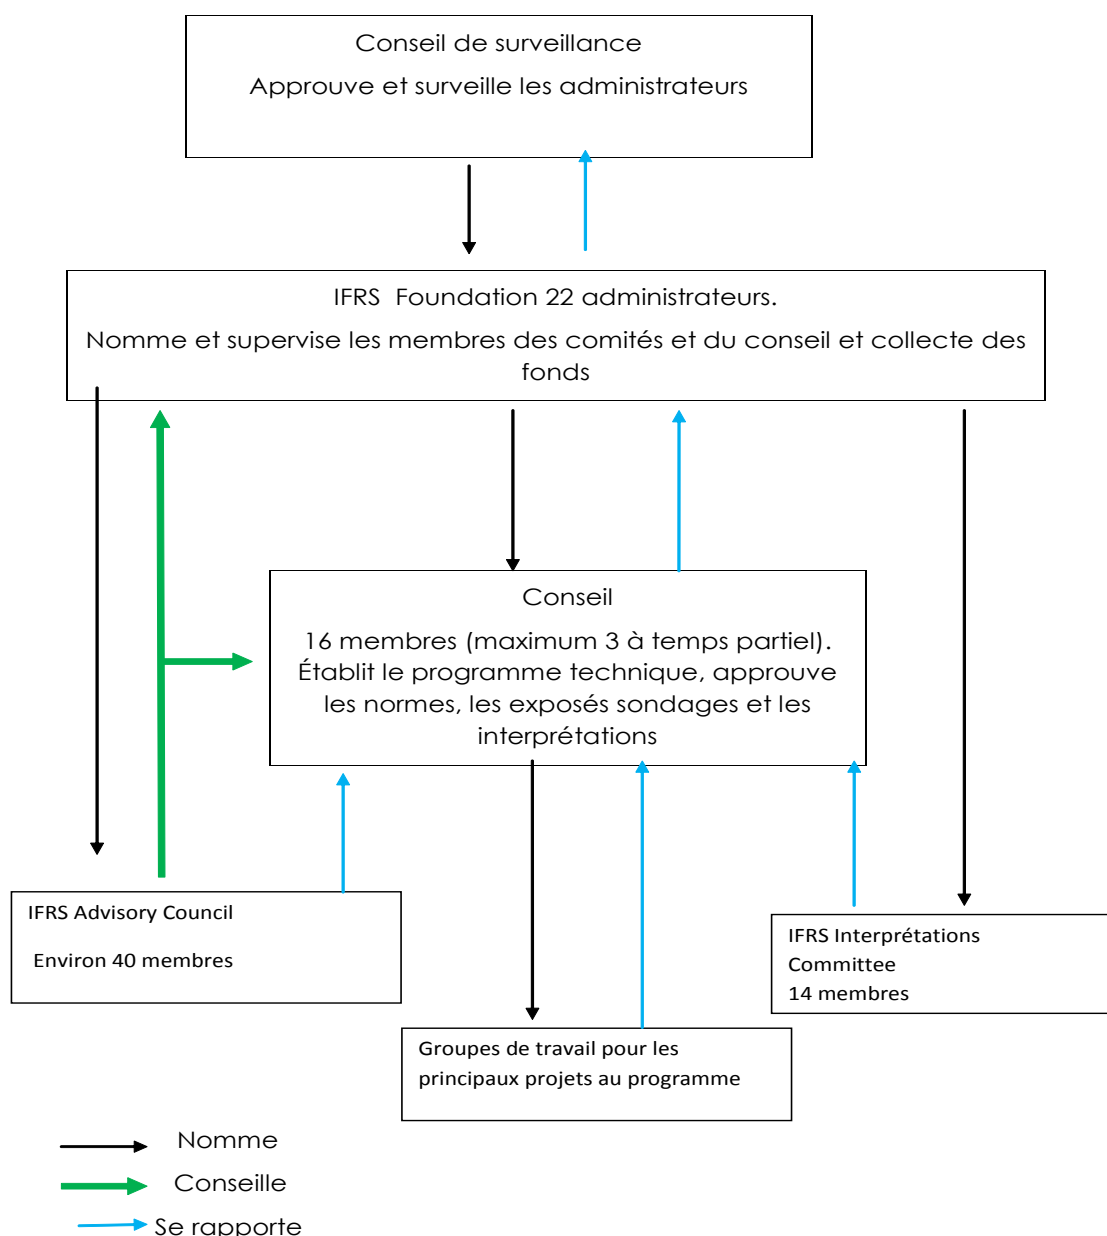 Conseil de surveillance
Approuve et surveille les administrateurs
IFRS Foundation 22 administrateurs.
Nomme et supervise les membres des comités et du conseil et collecte des
fonds
Conseil
16 membres (maximum 3 à temps partiel).
Établit le programme technique, approuve
les normes, les exposés sondages et les
interprétations
IFRS Advisory Council
Environ 40 membres
IFRS Interprétations
Committee
14 membres
Groupes de travail pour les
principaux projets au programme
Nomme
Conseille
Se rapporte